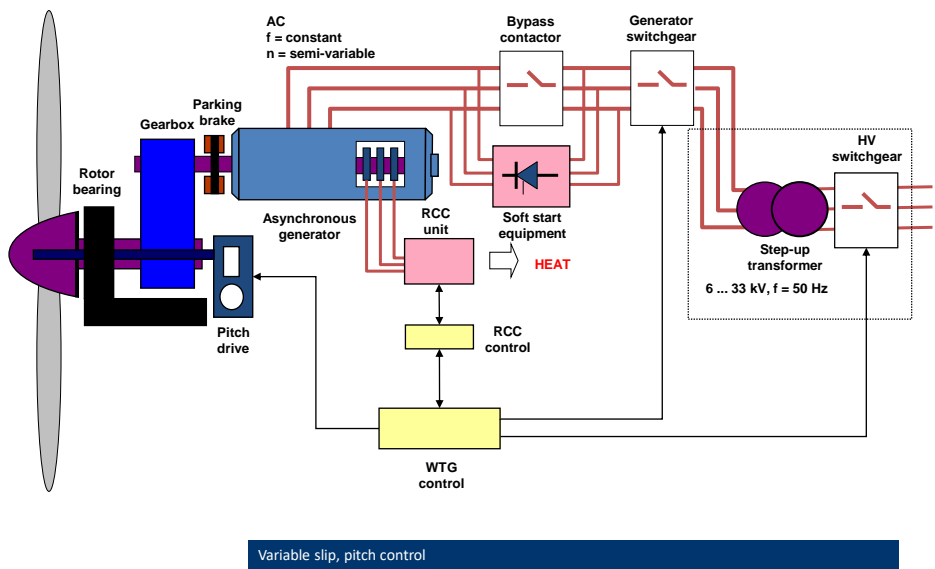 AC
f = constant
n = semi-variable
Bypass
contactor
Generator
switchgear
Parking
brake
Gearbox
HV
switchgear
Rotor
bearing
Asynchronous
generator
RCC
unit
Soft start
equipment
HEAT
Step-up
transformer
6 ... 33 kV, f = 50 Hz
Pitch
drive
RCC
control
WTG
control
Variable slip, pitch control